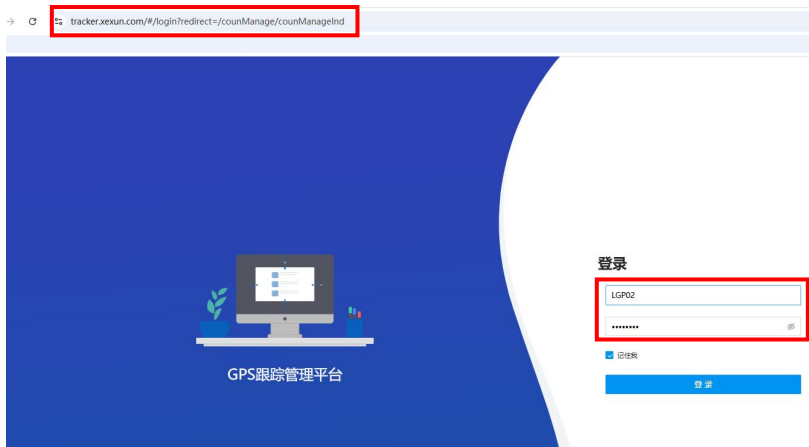 tracker.xexun.com/#/login?redirect=/counManage/counManageInd
登录
LGP02
••••••••
记住我
登 录
GPS跟踪管理平台